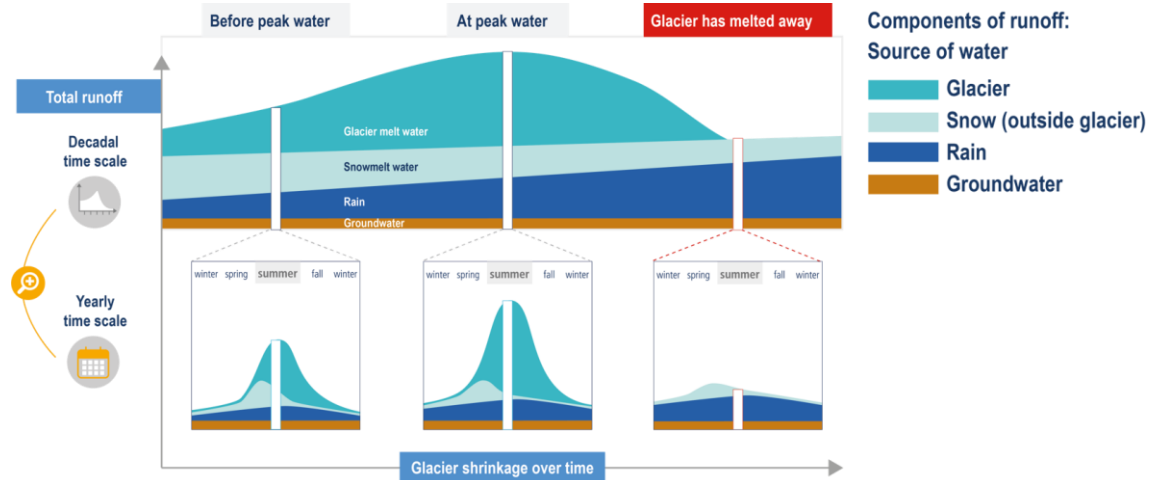 Before peak water
At peak water
Glacier has melted away
Components of runoff:
Source of water
Glacier
Snow (outside glacier)
Rain
Groundwater
Total runoff
Decadal
time scale
Glacier melt water
Snowmelt water
Rain
Groundwater
winter spring summer fall winter
winter spring summer fall winter
winter spring summer fall winter
Yearly
time scale
Glacier shrinkage over time